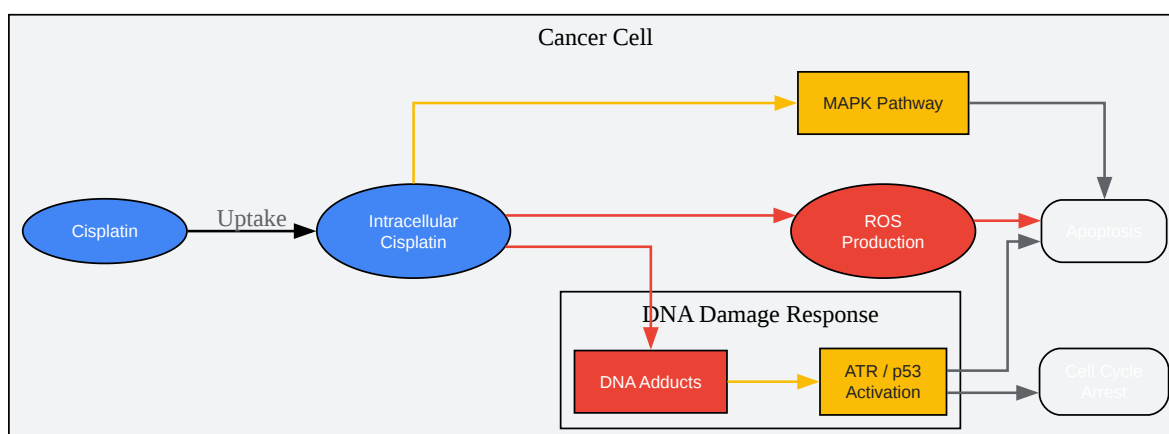 Cancer Cell
MAPK Pathway
Cisplatin
Uptake
Intracellular
Cisplatin
ROS
Production
Apoptosis
DNA Damage Response
DNA Adducts
ATR / p53
Activation
Cell Cycle
Arrest